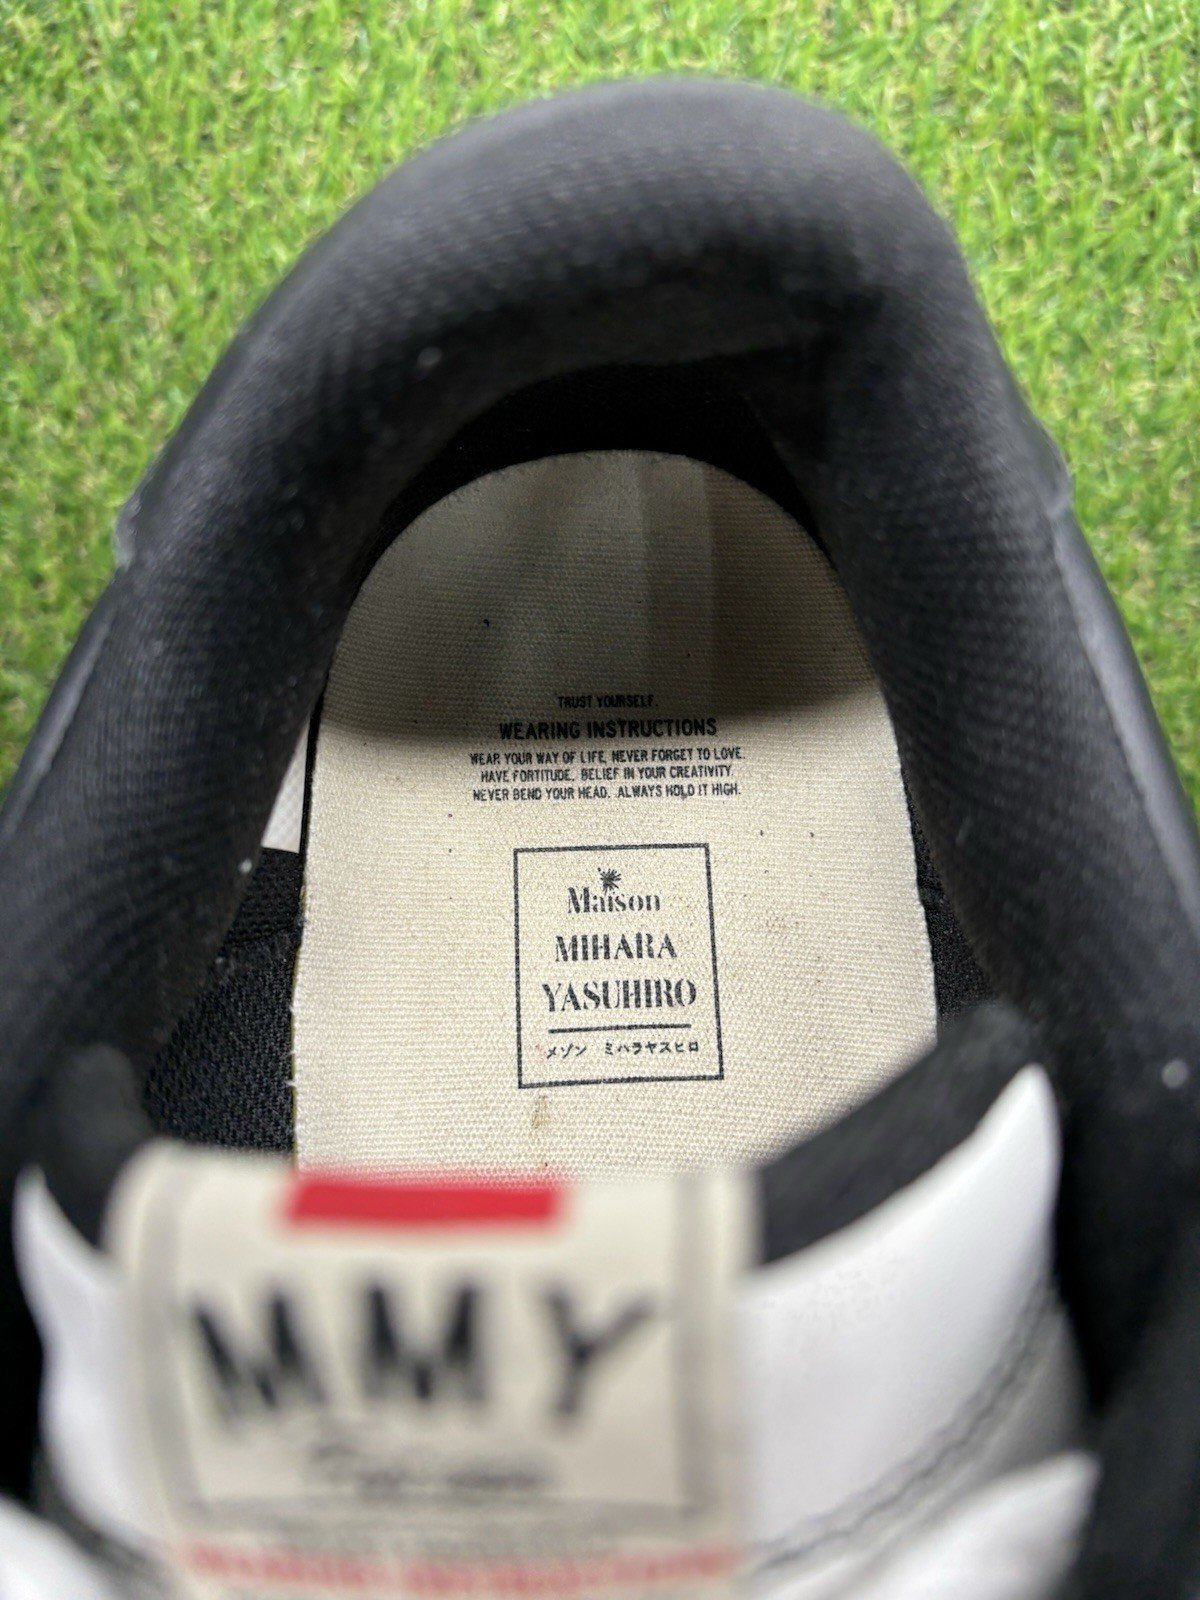 TRUST YOURSELF.
WEARING INSTRUCTIONS
WEAR YOUR WAY OF LIFE, NEVER FORGET TO LOVE.
HAVE FORTITUDE, BELIEF IN YOUR CREATIVITY.
NEVER BEND YOUR HEAD. ALWAYS HOLD IT HIGH.
Maison
MIHARA
YASUHIRO
メゾン ミハラヤスヒロ
MMY